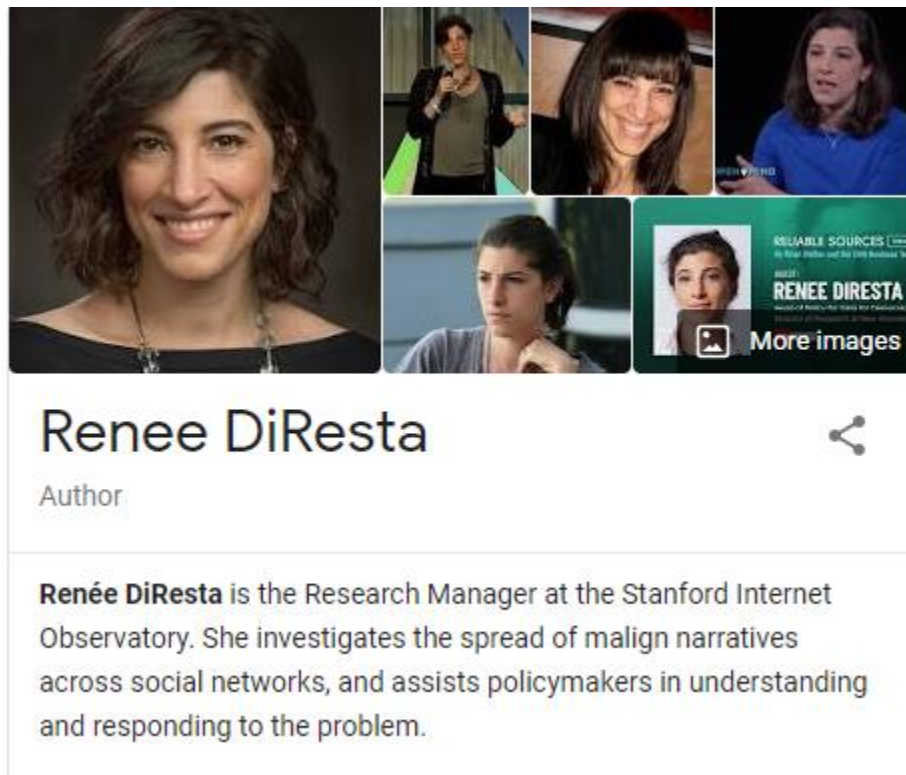 RELIABLE SOURCES
RENEE DIRESTA
More images
Renee DiResta
Author
Renée DiResta is the Research Manager at the Stanford Internet
Observatory. She investigates the spread of malign narratives
across social networks, and assists policymakers in understanding
and responding to the problem.